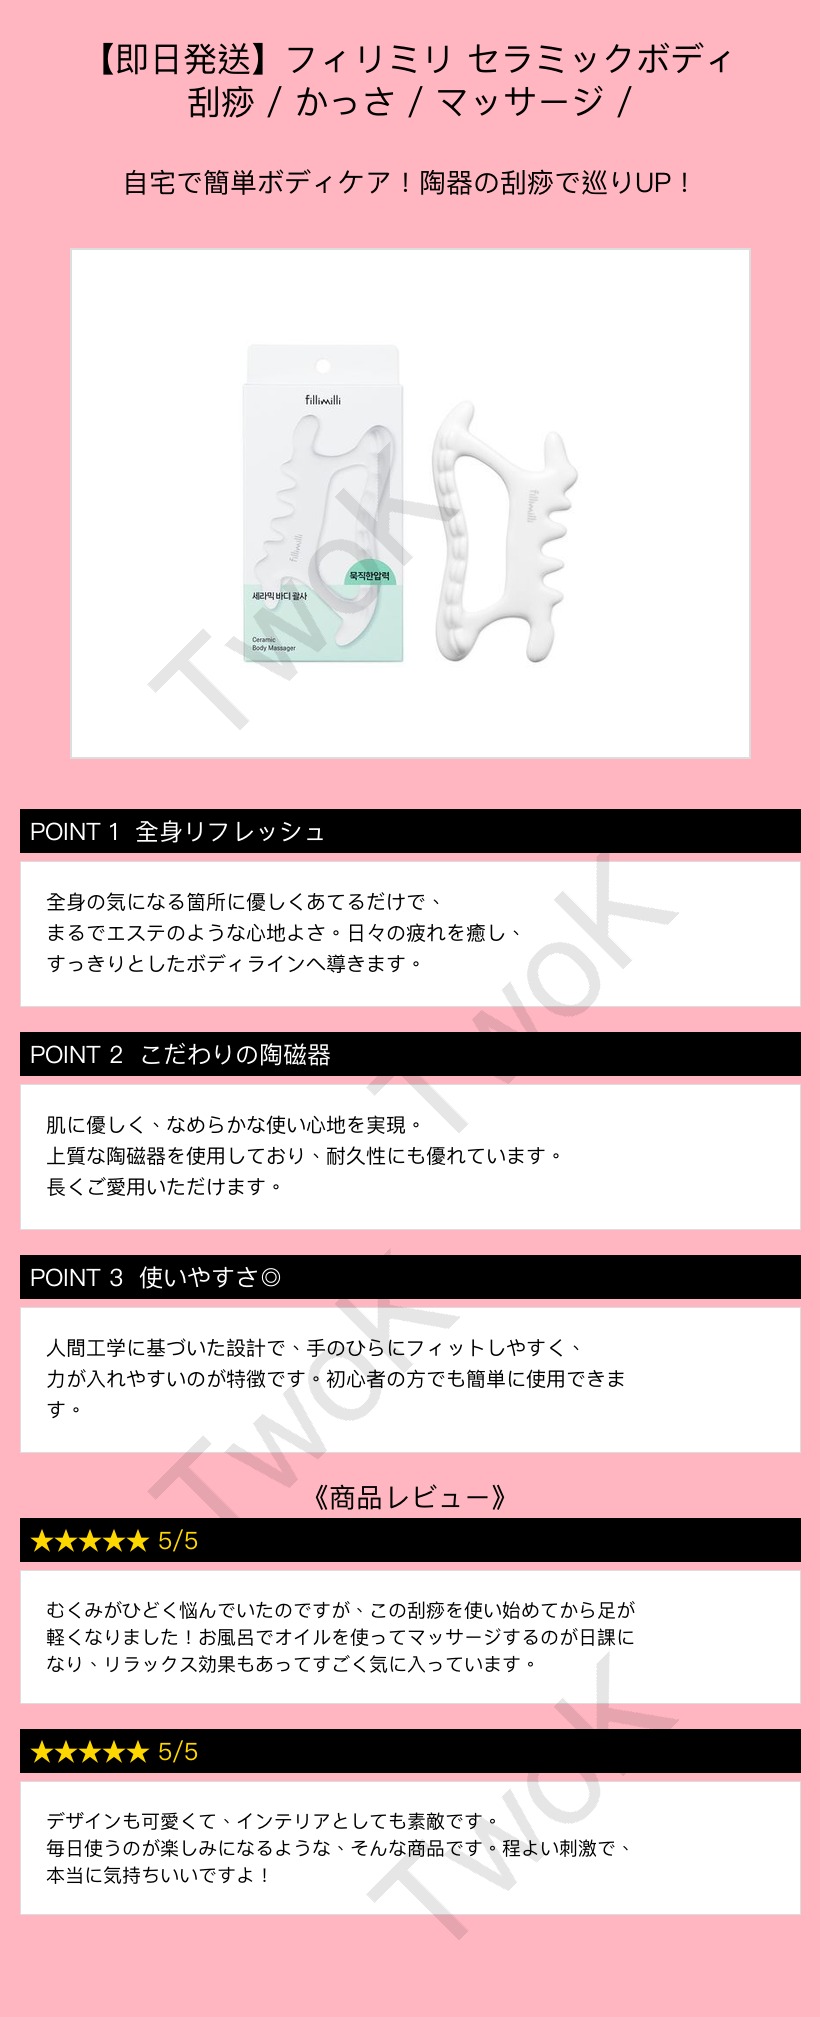 【即日発送】フィリミリ セラミックボディ
刮痧 / かっさ / マッサージ /
自宅で簡単ボディケア！陶器の刮痧で巡りUP！
fillimilli
fillimilli
fillimilli
묵직한압력
세라믹 바디 괄사
Ceramic
Body Massager
TwoK
POINT 1 全身リフレッシュ
全身の気になる箇所に優しくあてるだけで、
まるでエステのような心地よさ。日々の疲れを癒し、
すっきりとしたボディラインへ導きます。
TwoK
POINT 2 こだわりの陶磁器
肌に優しく、なめらかな使い心地を実現。
上質な陶磁器を使用しており、耐久性にも優れています。
長くご愛用いただけます。
POINT 3 使いやすさ◎
人間工学に基づいた設計で、手のひらにフィットしやすく、
力が入れやすいのが特徴です。初心者の方でも簡単に使用できま
す。
TwoK
《商品レビュー》
★★★★★ 5/5
むくみがひどく悩んでいたのですが、この刮痧を使い始めてから足が
軽くなりました！お風呂でオイルを使ってマッサージするのが日課に
なり、リラックス効果もあってすごく気に入っています。
★★★★★ 5/5
デザインも可愛くて、インテリアとしても素敵です。
毎日使うのが楽しみになるような、そんな商品です。程よい刺激で、
本当に気持ちいいですよ！
TwoK